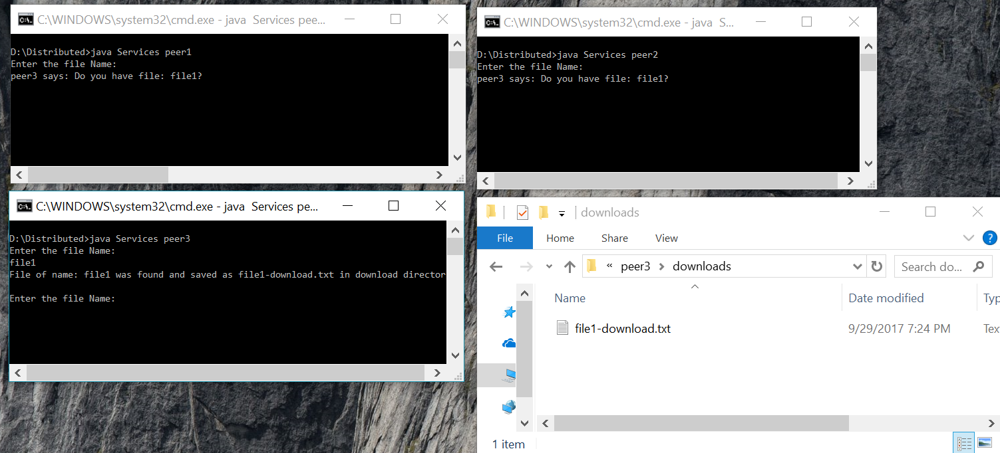 C:\WINDOWS\system32\cmd.exe - java  Services pee...
D:\Distributed>java Services peer1
Enter the file Name:
peer3 says: Do you have file: file1?
C:\WINDOWS\system32\cmd.exe - java  S...
D:\Distributed>java Services peer2
Enter the file Name:
peer3 says: Do you have file: file1?
C:\WINDOWS\system32\cmd.exe - java  Services pe...
D:\Distributed>java Services peer3
Enter the file Name:
file1
File of name: file1 was found and saved as file1-download.txt in download director
Enter the file Name:
downloads
File Home Share View ?
« peer3 > downloads Search do...
Name Date modified Typ
file1-download.txt 9/29/2017 7:24 PM Tex
1 item